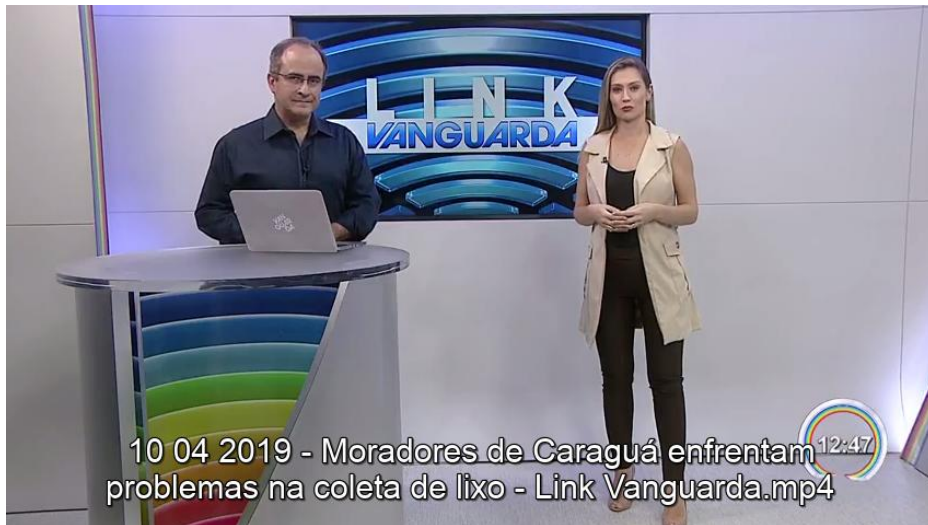 LINK
VANGUARDA
12:47
10 04 2019 - Moradores de Caraguá enfrentam
problemas na coleta de lixo - Link Vanguarda.mp4